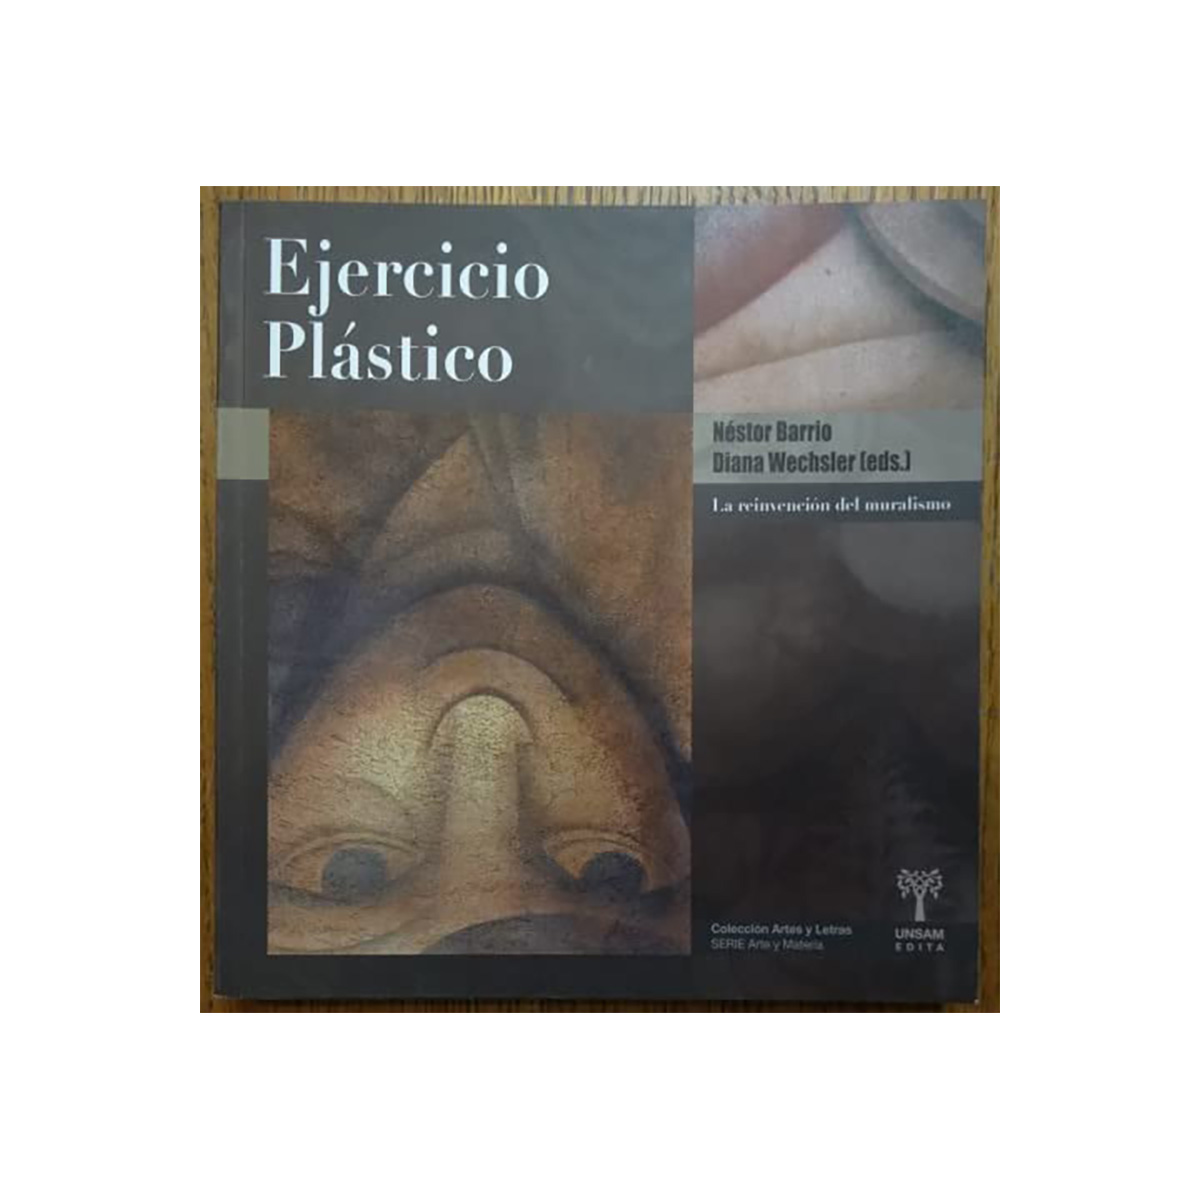 Ejercicio
Plástico
Néstor Barrio
Diana Wechsler (eds.)
La reinvención del muralismo
Colección Artes y Letras
SERIE Arte y Materia
UNSAM
EDITA